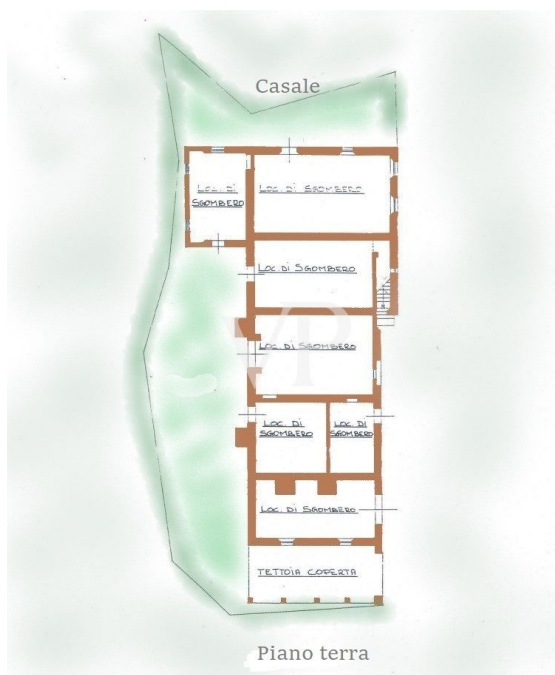 Casale
LOC. DI
SGOMBERO
LOC. DI SGOMBERO
LOC. DI SGOMBERO
LOC. DI SGOMBERO
VP
LOC. DI
SGOMBERO
LOC. DI
SGOMBERO
LOC. DI SGOMBERO
TETTOIA COPERTA
Piano terra